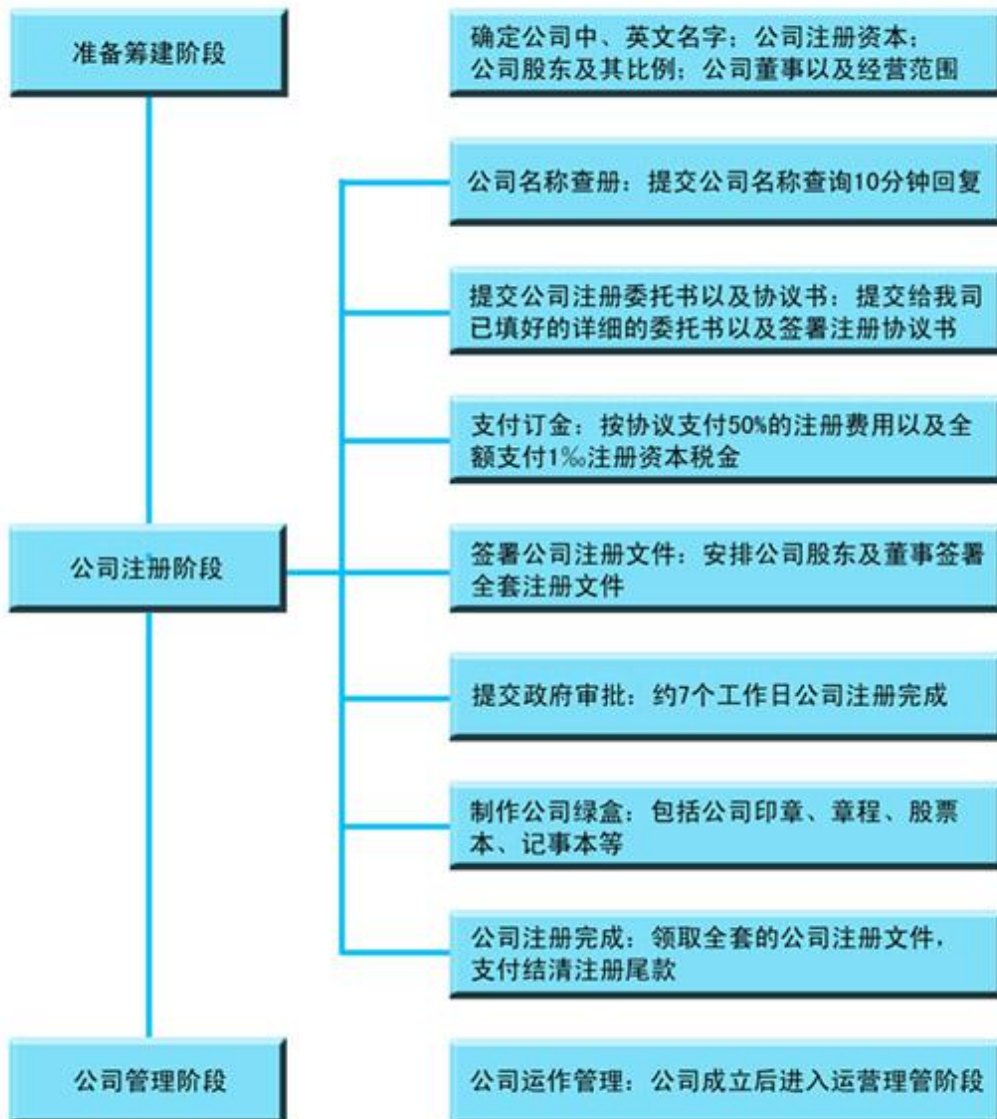 准备筹建阶段
确定公司中、英文名字；公司注册资本；
公司股东及其比例；公司董事以及经营范围
公司名称查册：提交公司名称查询10分钟回复
提交公司注册委托书以及协议书：提交给我司
已填好的详细的委托书以及签署注册协议书
支付订金：按协议支付50%的注册费用以及全
额支付1‰注册资本税金
公司注册阶段
签署公司注册文件：安排公司股东及董事签署
全套注册文件
提交政府审批：约7个工作日公司注册完成
制作公司绿盒：包括公司印章、章程、股票
本、记事本等
公司注册完成：领取全套的公司注册文件，
支付结清注册尾款
公司管理阶段
公司运作管理：公司成立后进入运营理管阶段